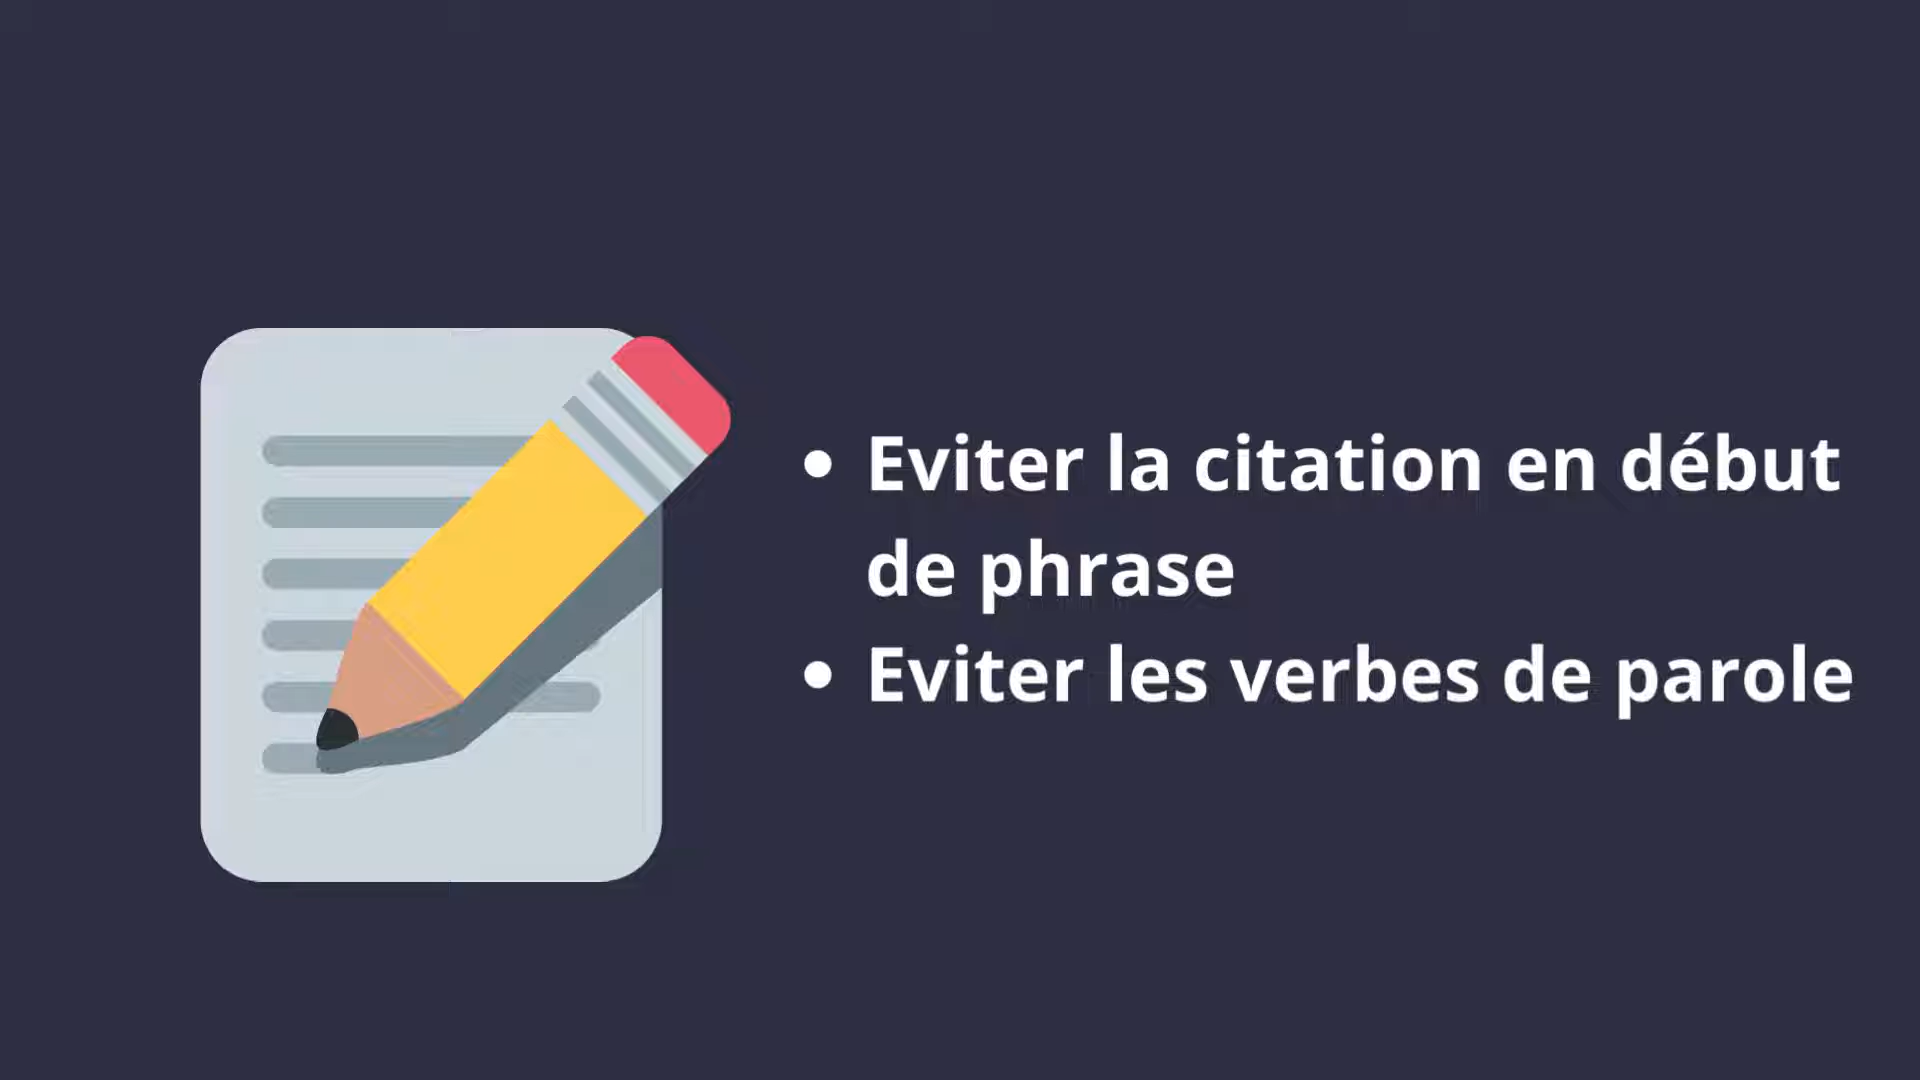 • Eviter la citation en début
de phrase
• Eviter les verbes de parole